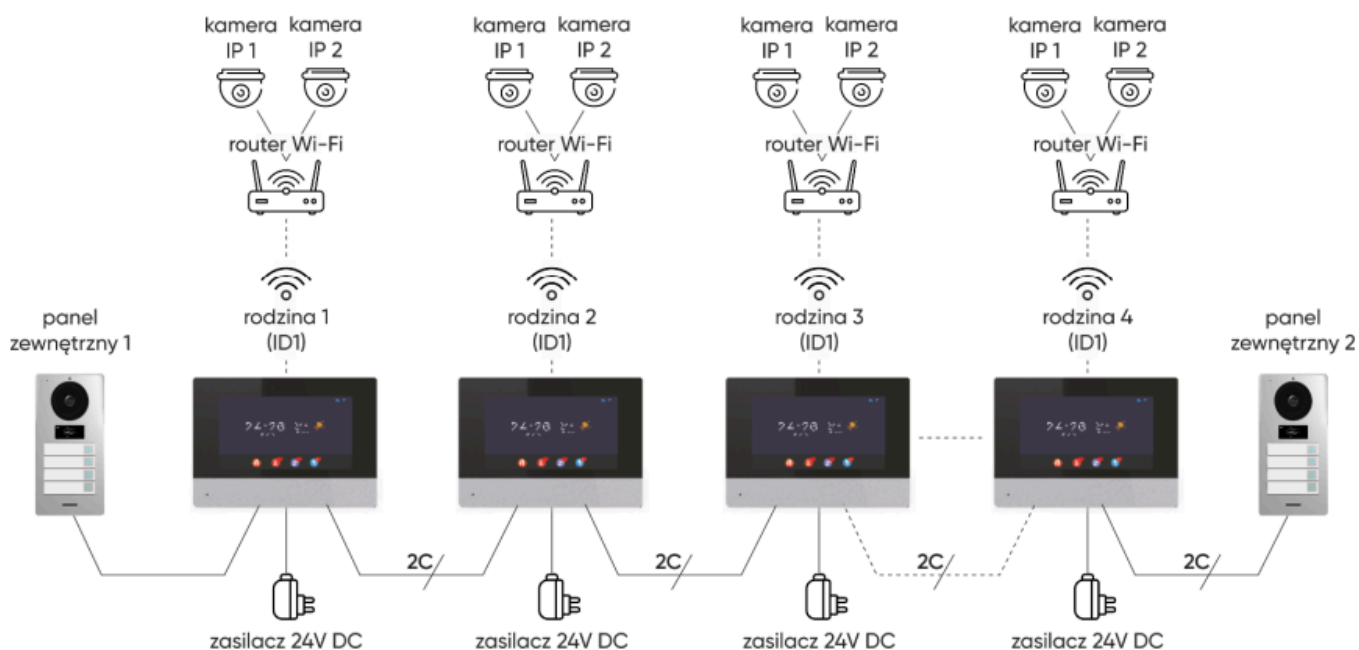 kamera kamera kamera kamera kamera kamera kamera kamera
IP 1 IP 2 IP 1 IP 2 IP 1 IP 2 IP 1 IP 2
router Wi-Fi router Wi-Fi router Wi-Fi router Wi-Fi
panel rodzina 1 rodzina 2 rodzina 3 rodzina 4 panel
zewnętrzny 1 (ID1) (ID1) (ID1) (ID1) zewnętrzny 2
2C 2C 2C 2C
zasilacz 24V DC zasilacz 24V DC zasilacz 24V DC zasilacz 24V DC